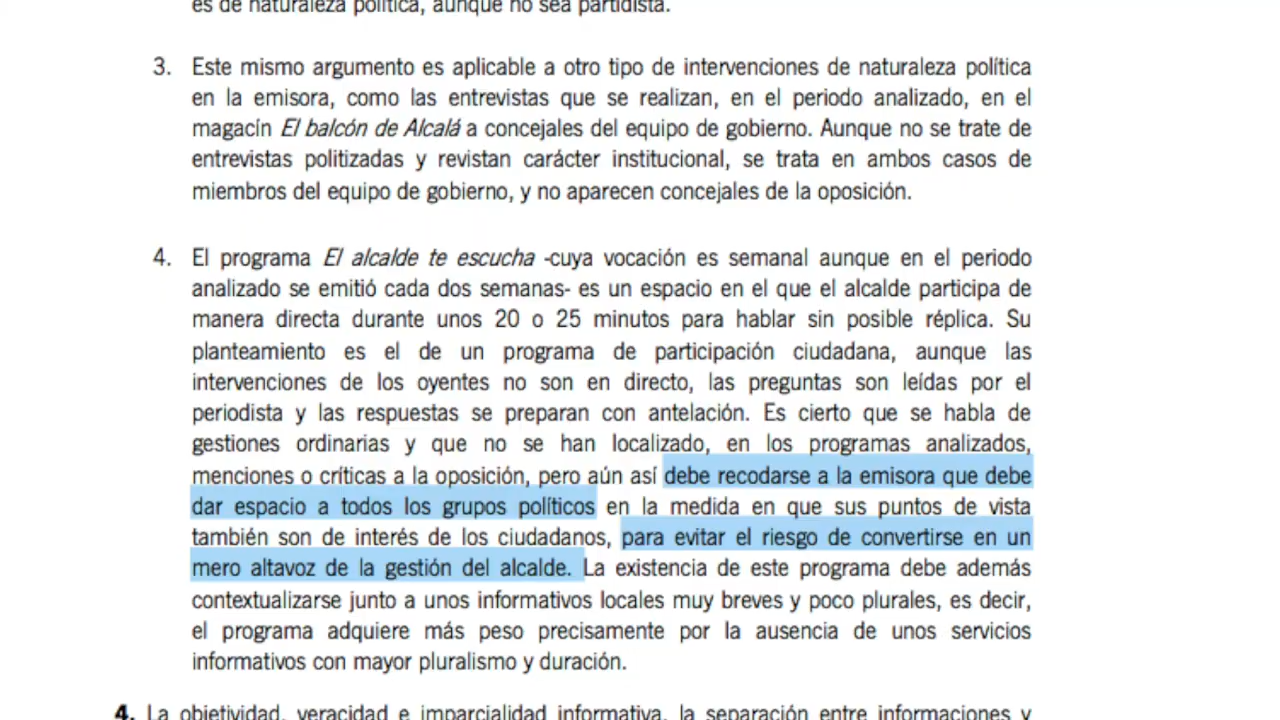 es de naturaleza política, aunque no sea partidista.
3. Este mismo argumento es aplicable a otro tipo de intervenciones de naturaleza política
en la emisora, como las entrevistas que se realizan, en el periodo analizado, en el
magacín El balcón de Alcalá a concejales del equipo de gobierno. Aunque no se trate de
entrevistas politizadas y revistan carácter institucional, se trata en ambos casos de
miembros del equipo de gobierno, y no aparecen concejales de la oposición.
4. El programa El alcalde te escucha -cuya vocación es semanal aunque en el periodo
analizado se emitió cada dos semanas- es un espacio en el que el alcalde participa de
manera directa durante unos 20 o 25 minutos para hablar sin posible réplica. Su
planteamiento es el de un programa de participación ciudadana, aunque las
intervenciones de los oyentes no son en directo, las preguntas son leídas por el
periodista y las respuestas se preparan con antelación. Es cierto que se habla de
gestiones ordinarias y que no se han localizado, en los programas analizados,
menciones o críticas a la oposición, pero aún así debe recodarse a la emisora que debe
dar espacio a todos los grupos políticos en la medida en que sus puntos de vista
también son de interés de los ciudadanos, para evitar el riesgo de convertirse en un
mero altavoz de la gestión del alcalde. La existencia de este programa debe además
contextualizarse junto a unos informativos locales muy breves y poco plurales, es decir,
el programa adquiere más peso precisamente por la ausencia de unos servicios
informativos con mayor pluralismo y duración.
4. La objetividad, veracidad e imparcialidad informativa, la separación entre informaciones y